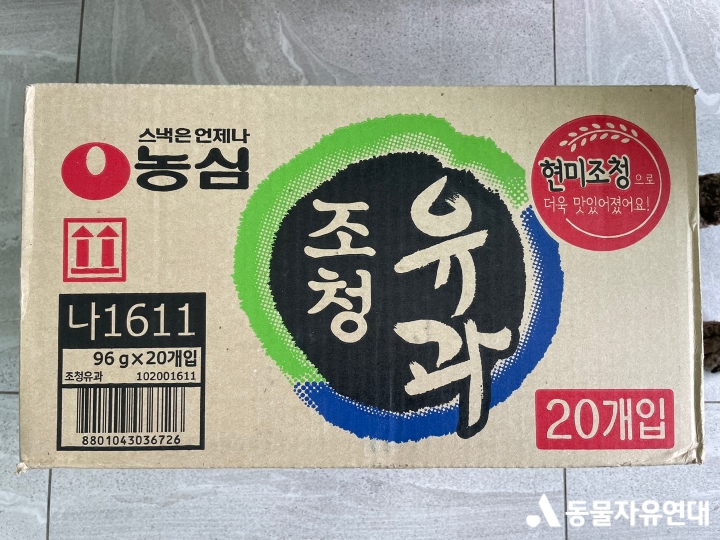 스낵은 언제나
농심
조청
유과
현미조청으로
더욱 맛있어졌어요!
나1611
96 g×20개입
조청유과 102001611
8801043036726
20개입
동물자유연대